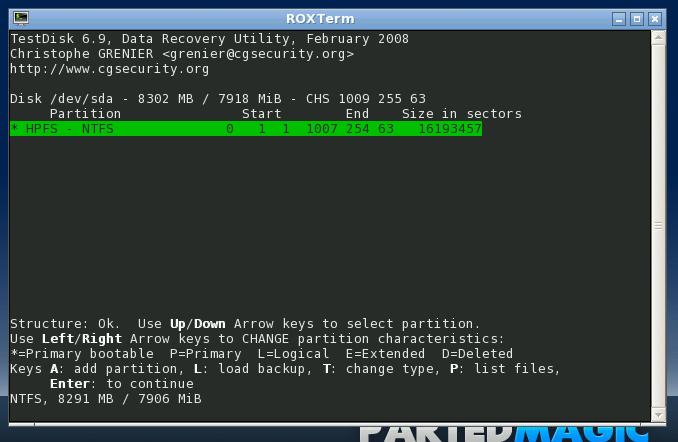 ROXTerm
TestDisk 6.9, Data Recovery Utility, February 2008
Christophe GRENIER <grenier@cgsecurity.org>
http://www.cgsecurity.org
Disk /dev/sda - 8302 MB / 7918 MiB - CHS 1009 255 63
Partition Start End Size in sectors
* HPFS - NTFS 0 1 1 1007 254 63 16193457
Structure: Ok. Use Up/Down Arrow keys to select partition.
Use Left/Right Arrow keys to CHANGE partition characteristics:
*=Primary bootable P=Primary L=Logical E=Extended D=Deleted
Keys A: add partition, L: load backup, T: change type, P: list files,
Enter: to continue
NTFS, 8291 MB / 7906 MiB
PARTEDMAGIC